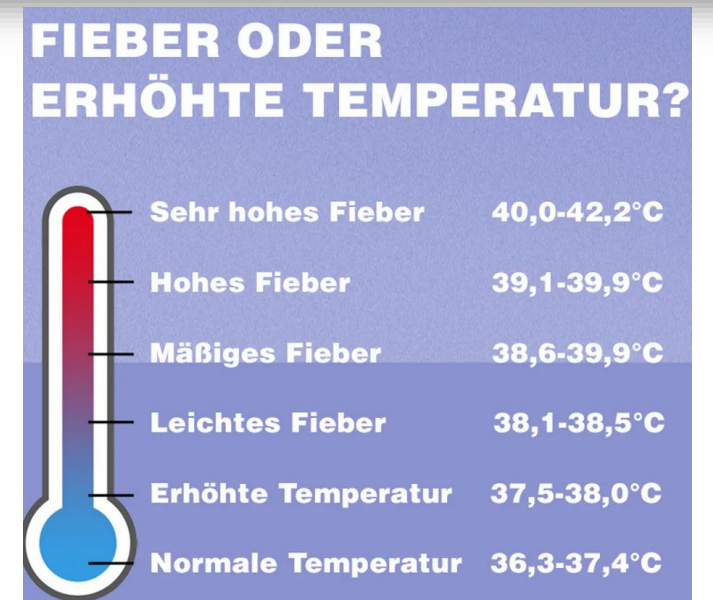 FIEBER ODER
ERHÖHTE TEMPERATUR?
Sehr hohes Fieber 40,0-42,2°C
Hohes Fieber 39,1-39,9°C
Mäßiges Fieber 38,6-39,9°C
Leichtes Fieber 38,1-38,5°C
Erhöhte Temperatur 37,5-38,0°C
Normale Temperatur 36,3-37,4°C